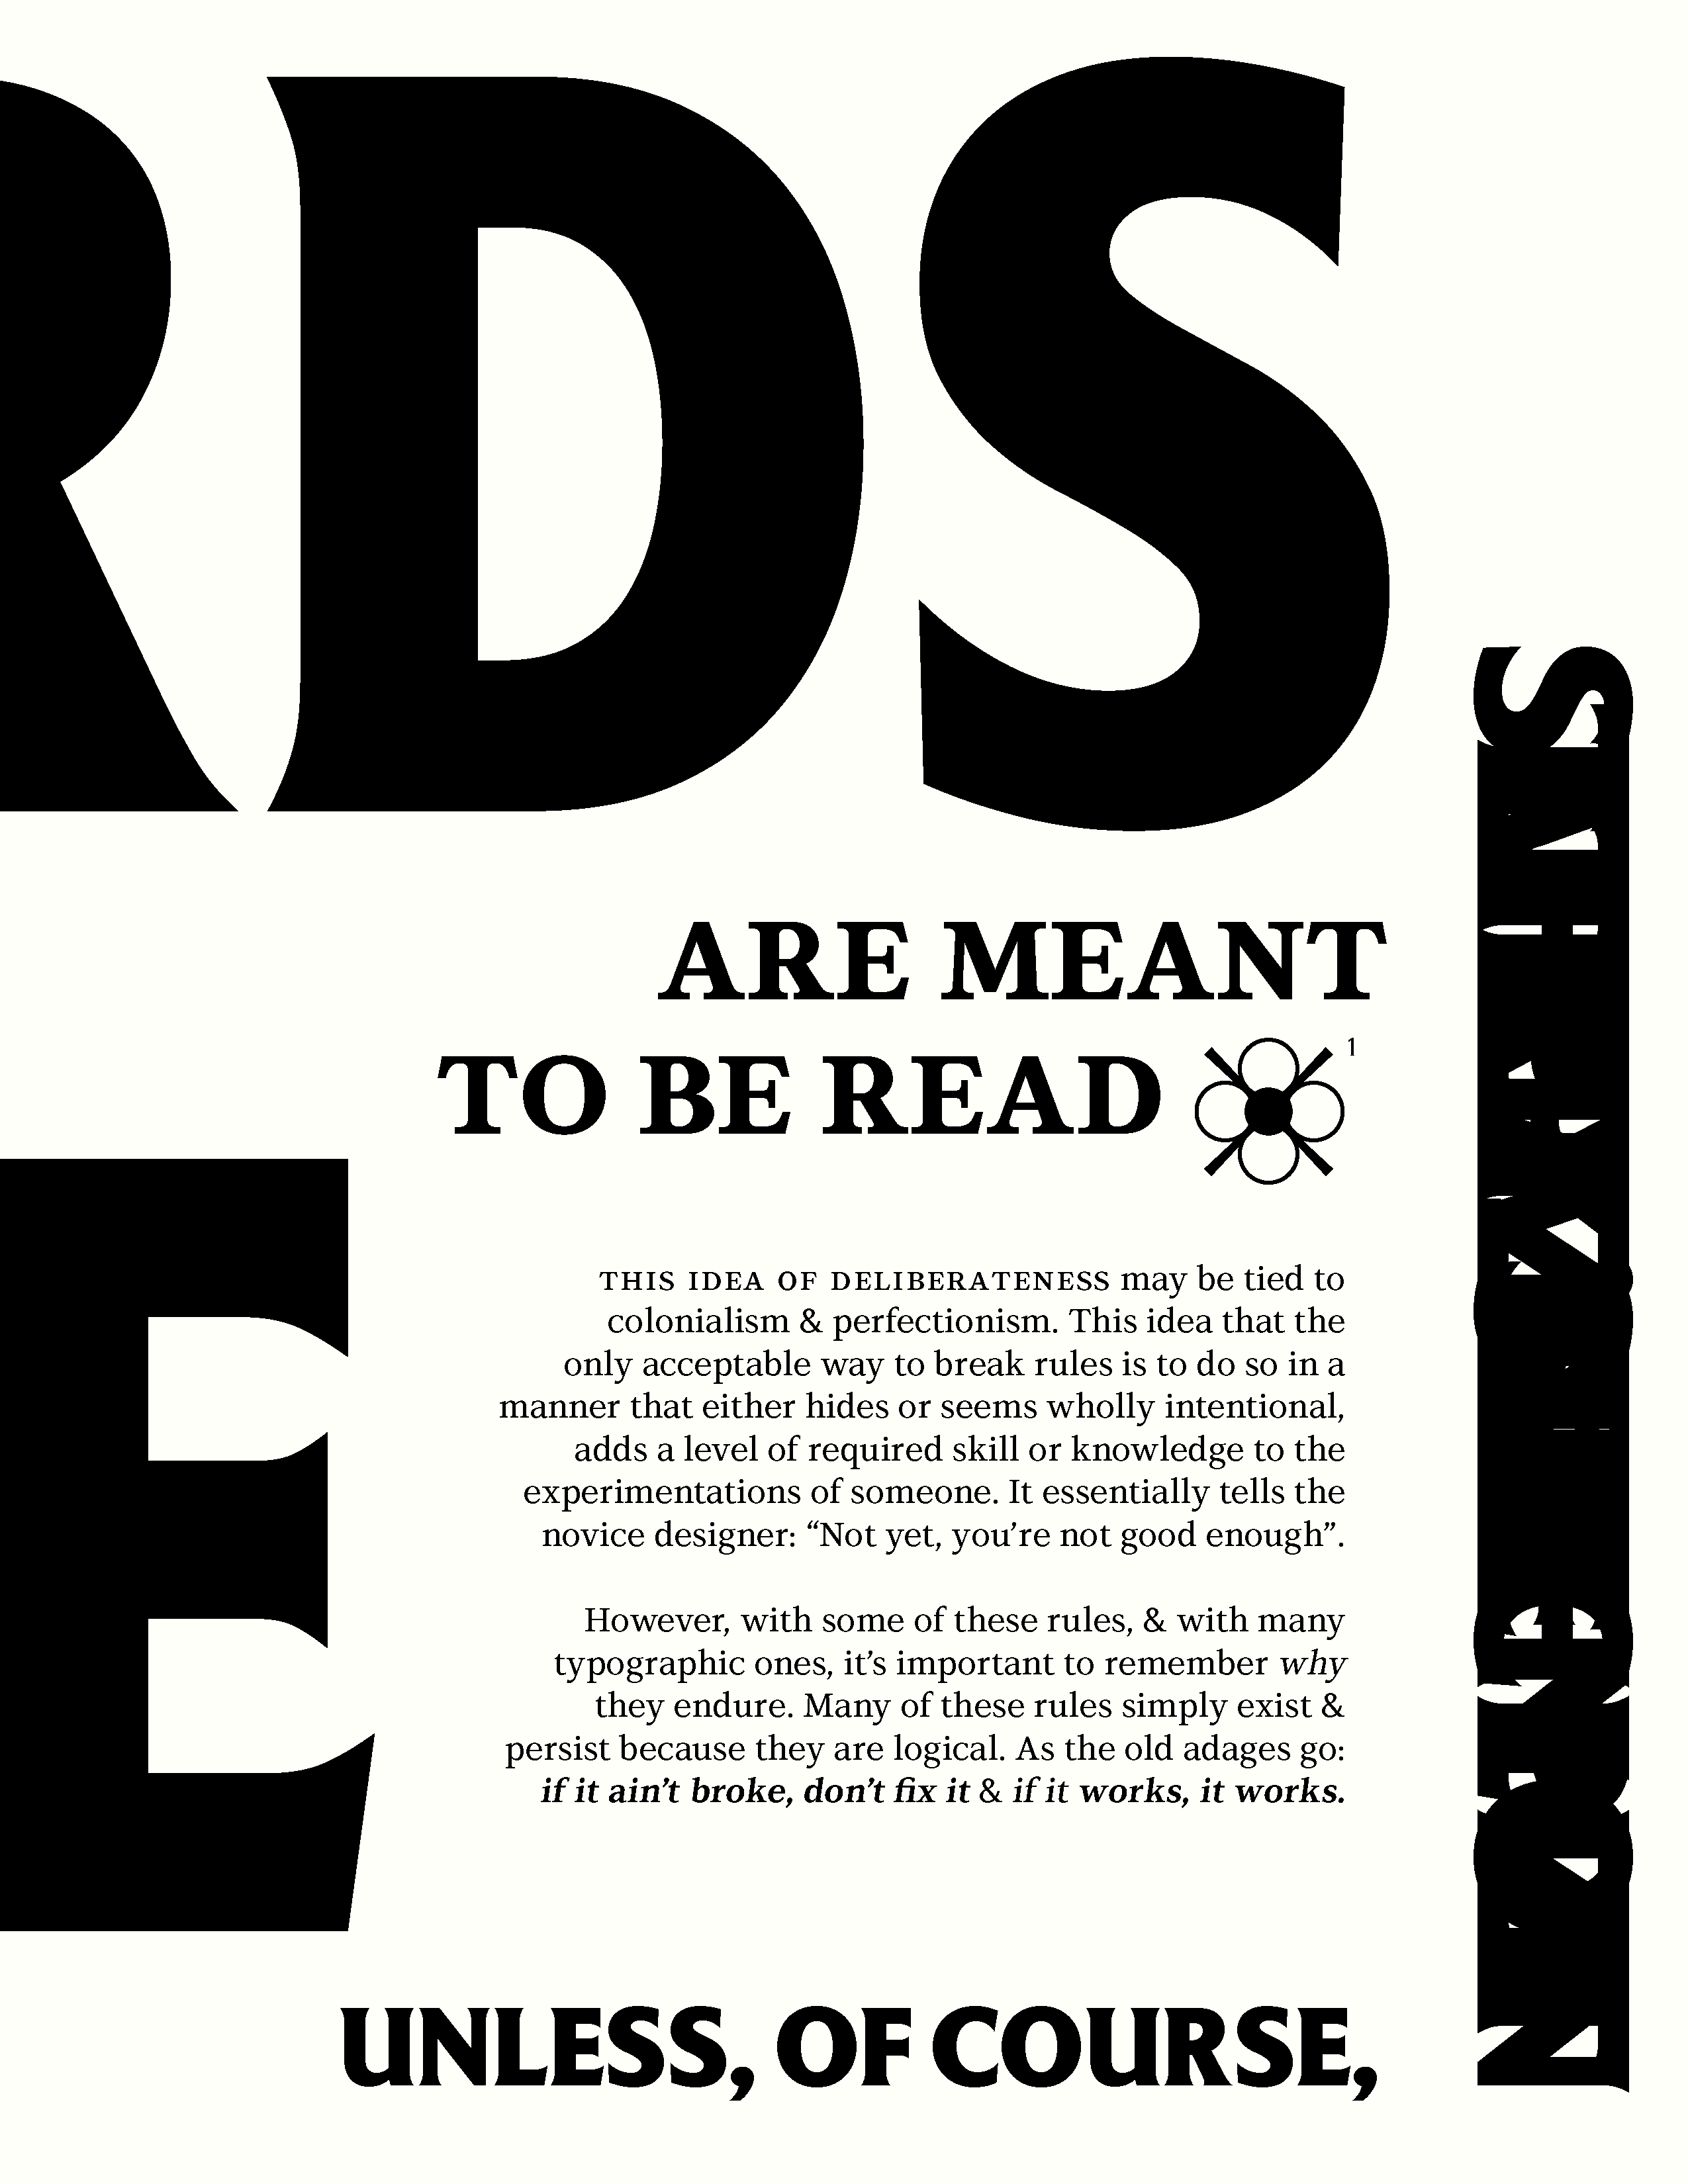 RDS
ARE MEANT
TO BE READ 1
E
THIS IDEA OF DELIBERATENESS may be tied to
colonialism & perfectionism. This idea that the
only acceptable way to break rules is to do so in a
manner that either hides or seems wholly intentional,
adds a level of required skill or knowledge to the
experimentations of someone. It essentially tells the
novice designer: “Not yet, you’re not good enough”.
However, with some of these rules, & with many
typographic ones, it’s important to remember why
they endure. Many of these rules simply exist &
persist because they are logical. As the old adages go:
if it ain’t broke, don’t fix it & if it works, it works.
UNLESS, OF COURSE,